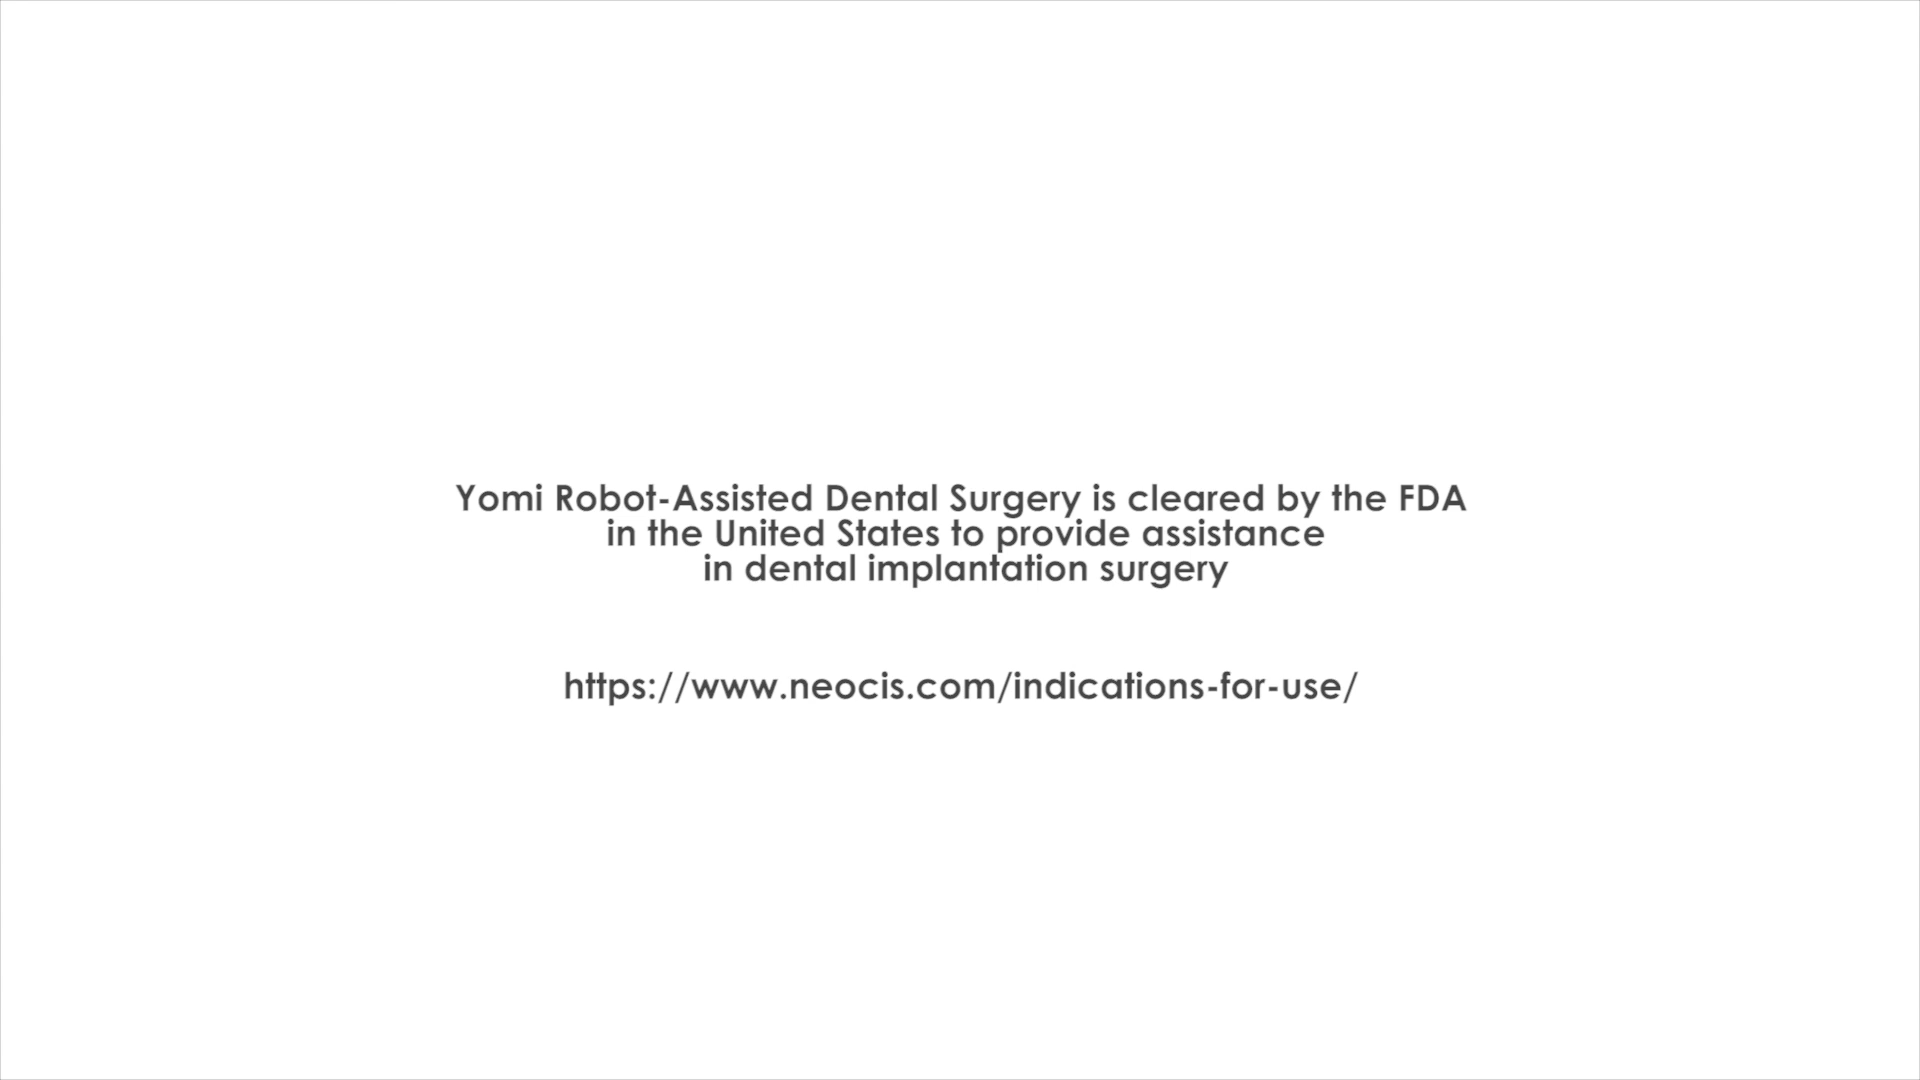 Yomi Robot-Assisted Dental Surgery is cleared by the FDA
in the United States to provide assistance
in dental implantation surgery
https://www.neocis.com/indications-for-use/